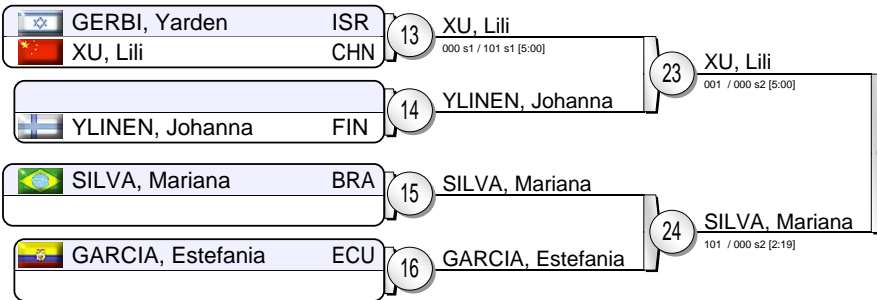 GERBI, Yarden ISR
XU, Lili CHN
13
XU, Lili
000 s1 / 101 s1 [5:00]
23
XU, Lili
001 / 000 s2 [5:00]
YLINEN, Johanna FIN
14
YLINEN, Johanna
SILVA, Mariana BRA
15
SILVA, Mariana
24
SILVA, Mariana
101 / 000 s2 [2:19]
GARCIA, Estefania ECU
16
GARCIA, Estefania